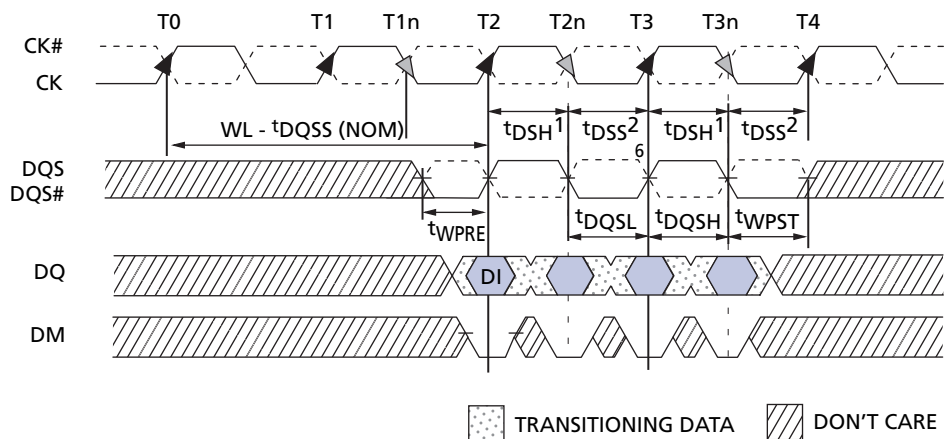 T0 T1 T1n T2 T2n T3 T3n T4
CK#
CK
WL - tDQSS (NOM)
tDSH1 tDSS2 tDSH1 tDSS2
6
DQS
DQS#
tWPRE
tDQSL tDQSH tWPST
DQ
DI
DM
TRANSITIONING DATA
DON'T CARE